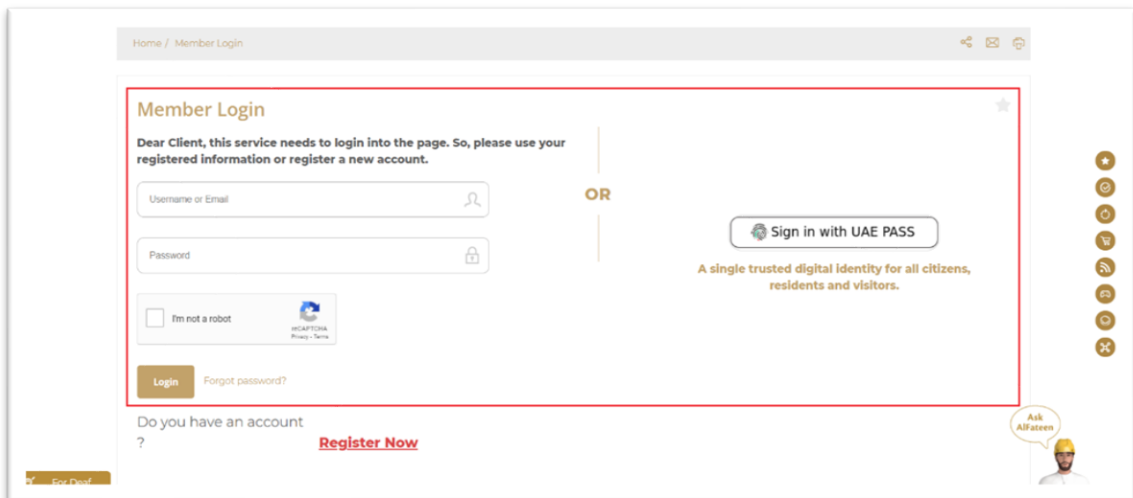 Home / Member Login
Member Login
Dear Client, this service needs to login into the page. So, please use your
registered information or register a new account.
Username or Email
Password
I'm not a robot
reCAPTCHA
Privacy - Terms
Login
Forgot password?
OR
Sign in with UAE PASS
A single trusted digital identity for all citizens,
residents and visitors.
Do you have an account
?
Register Now
Ask
AlFateen
For Deaf